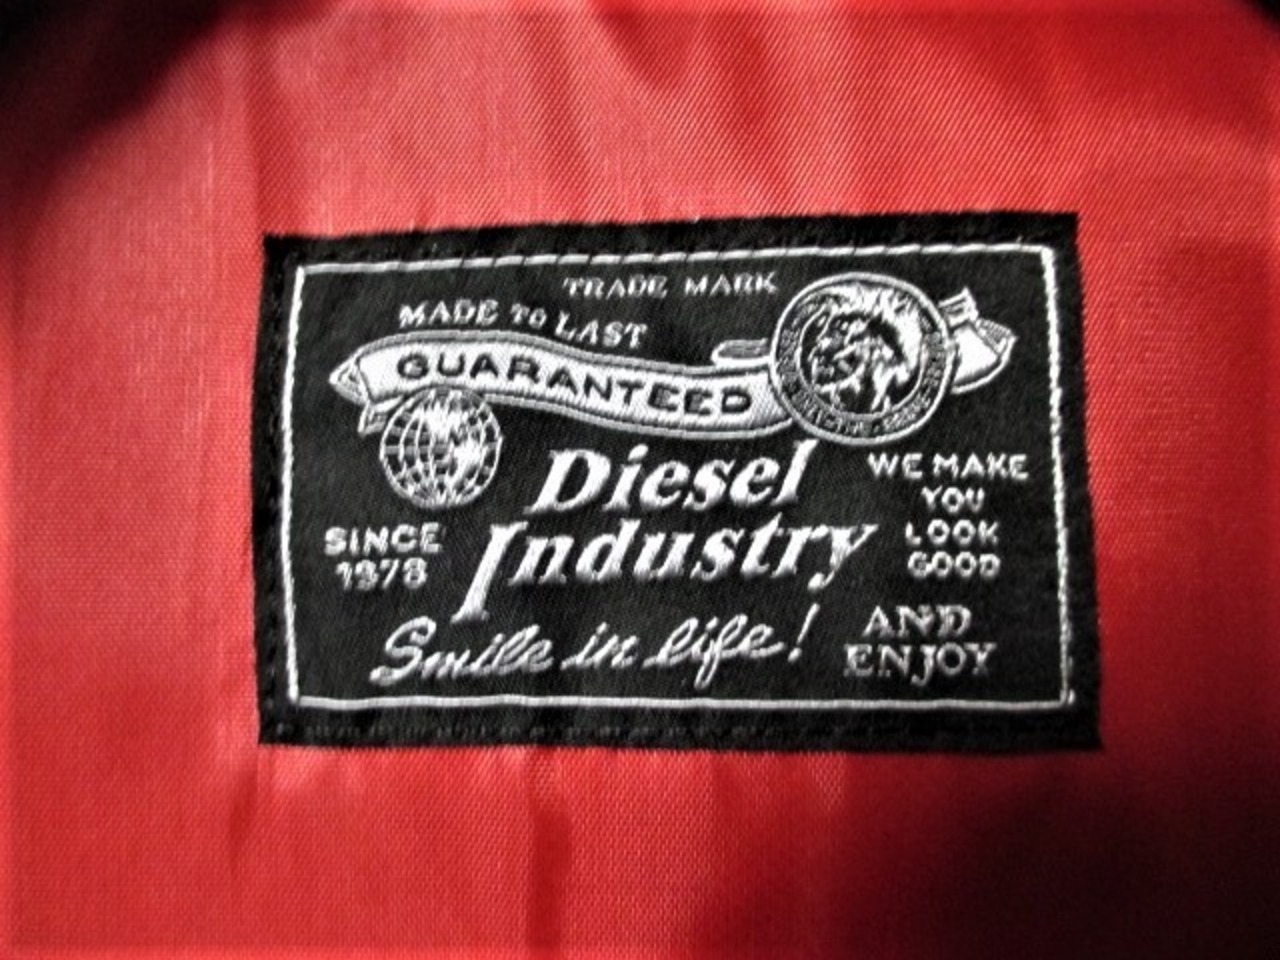 TRADE MARK
MADE TO LAST
GUARANTEED
Diesel
Industry
SINCE
1978
WE MAKE
YOU
LOOK
GOOD
Smile in life!
AND
ENJOY